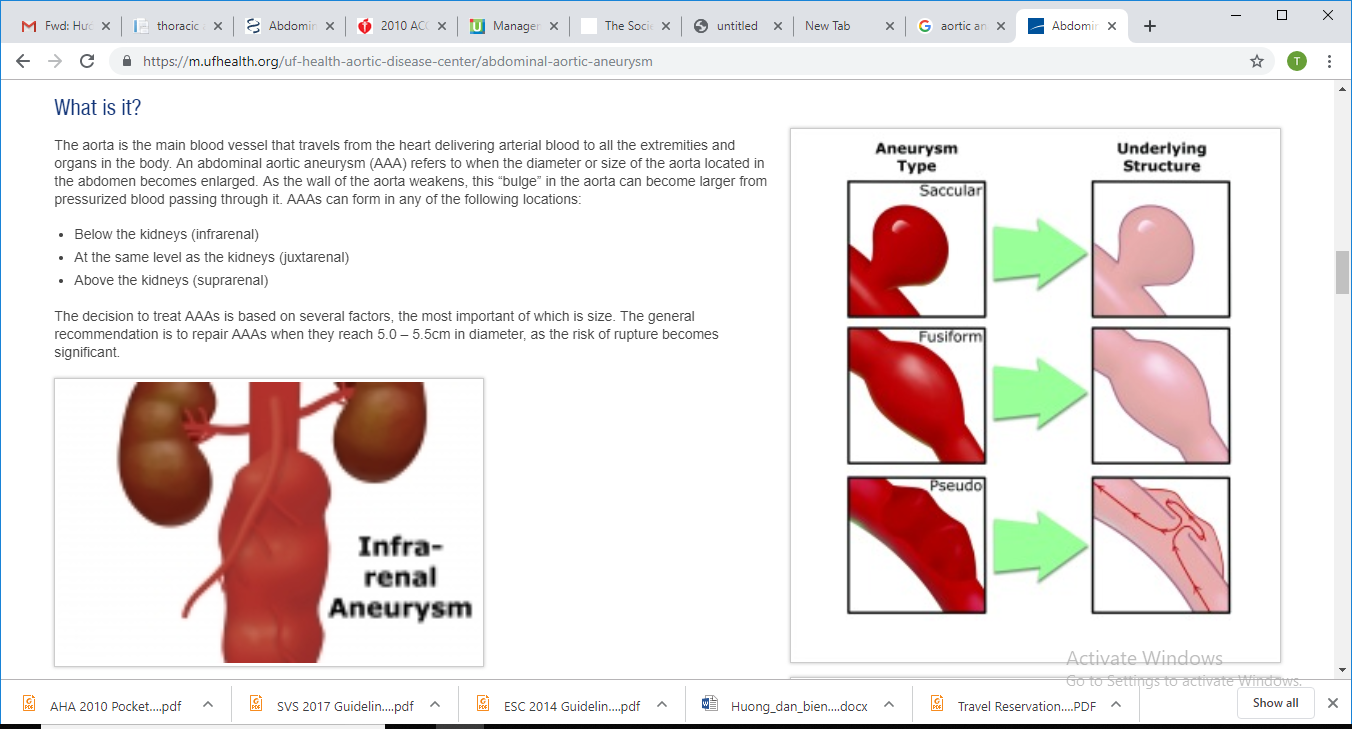 Fwd: Huo
thoracic a
Abdomin
2010 ACC
Manager
The Socie
untitled
New Tab
aortic an
Abdomin
https://m.ufhealth.org/uf-health-aortic-disease-center/abdominal-aortic-aneurysm
T
What is it?
The aorta is the main blood vessel that travels from the heart delivering arterial blood to all the extremities and
organs in the body. An abdominal aortic aneurysm (AAA) refers to when the diameter or size of the aorta located in
the abdomen becomes enlarged. As the wall of the aorta weakens, this “bulge” in the aorta can become larger from
pressurized blood passing through it. AAAs can form in any of the following locations:
• Below the kidneys (infrarenal)
• At the same level as the kidneys (juxtarenal)
• Above the kidneys (suprarenal)
The decision to treat AAAs is based on several factors, the most important of which is size. The general
recommendation is to repair AAAs when they reach 5.0 – 5.5cm in diameter, as the risk of rupture becomes
significant.
Infra-
renal
Aneurysm
Aneurysm
Type
Underlying
Structure
Saccular
Fusiform
Pseudo
Activate Windows
Go to Settings to activate Windows.
AHA 2010 Pocket....pdf
SVS 2017 Guidelin....pdf
ESC 2014 Guidelin....pdf
Huong_dan_bien....docx
Travel Reservation....PDF
Show all